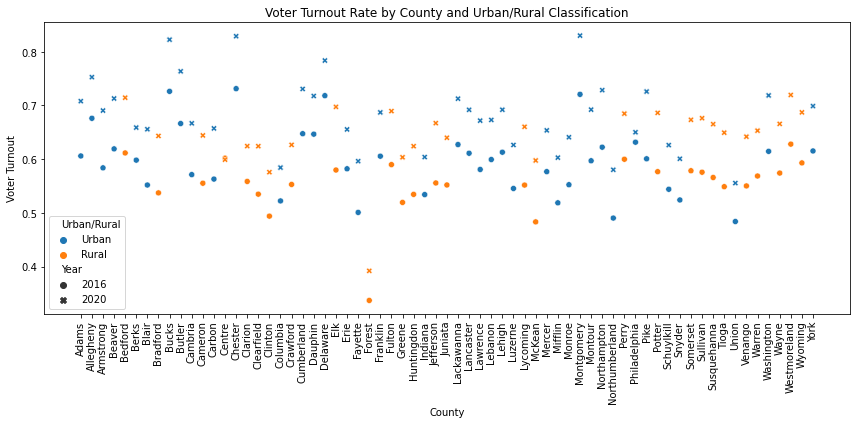 Voter Turnout Rate by County and Urban/Rural Classification
Voter Turnout
0.8
0.7
0.6
0.5
0.4
Urban/Rural
Urban
Rural
Year
2016
2020
Adams
Allegheny
Armstrong
Beaver
Bedford
Berks
Blair
Bradford
Bucks
Butler
Cambria
Cameron
Carbon
Centre
Chester
Clarion
Clearfield
Clinton
Columbia
Crawford
Cumberland
Dauphin
Delaware
Elk
Erie
Fayette
Forest
Franklin
Fulton
Greene
Huntingdon
Indiana
Jefferson
Juniata
Lackawanna
Lancaster
Lawrence
Lebanon
Lehigh
Luzerne
Lycoming
McKean
Mercer
Mifflin
Monroe
Montgomery
Montour
Northampton
Northumberland
Perry
Philadelphia
Pike
Potter
Schuylkill
Snyder
Somerset
Sullivan
Susquehanna
Tioga
Union
Venango
Warren
Washington
Wayne
Westmoreland
Wyoming
York
County